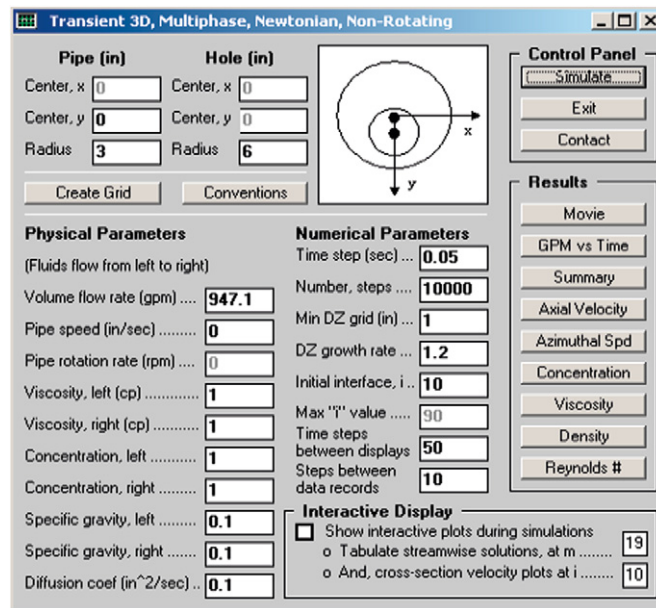 Transient 3D, Multiphase, Newtonian, Non-Rotating
Pipe (in) Hole (in)
Center, x 0 Center, x 0
Center, y 0 Center, y 0
Radius 3 Radius 6
Create Grid Conventions
x
y
Control Panel
Simulate
Exit
Contact
Results
Movie
GPM vs Time
Summary
Axial Velocity
Azimuthal Spd
Concentration
Viscosity
Density
Reynolds #
Physical Parameters
(Fluids flow from left to right)
Volume flow rate (gpm) .... 947.1
Pipe speed (in/sec) ......... 0
Pipe rotation rate (rpm) .... 0
Viscosity, left (cp) ............ 1
Viscosity, right (cp) .......... 1
Concentration, left ........... 1
Concentration, right ......... 1
Specific gravity, left ......... 0.1
Specific gravity, right ....... 0.1
Diffusion coef (in^2/sec) .. 0.1
Numerical Parameters
Time step (sec) ... 0.05
Number, steps .... 10000
Min DZ grid (in) ... 1
DZ growth rate ... 1.2
Initial interface, i .. 10
Max "i" value ..... 90
Time steps
between displays 50
Steps between
data records 10
Interactive Display
Show interactive plots during simulations
o Tabulate streamwise solutions, at m ........ 19
o And, cross-section velocity plots at i ....... 10